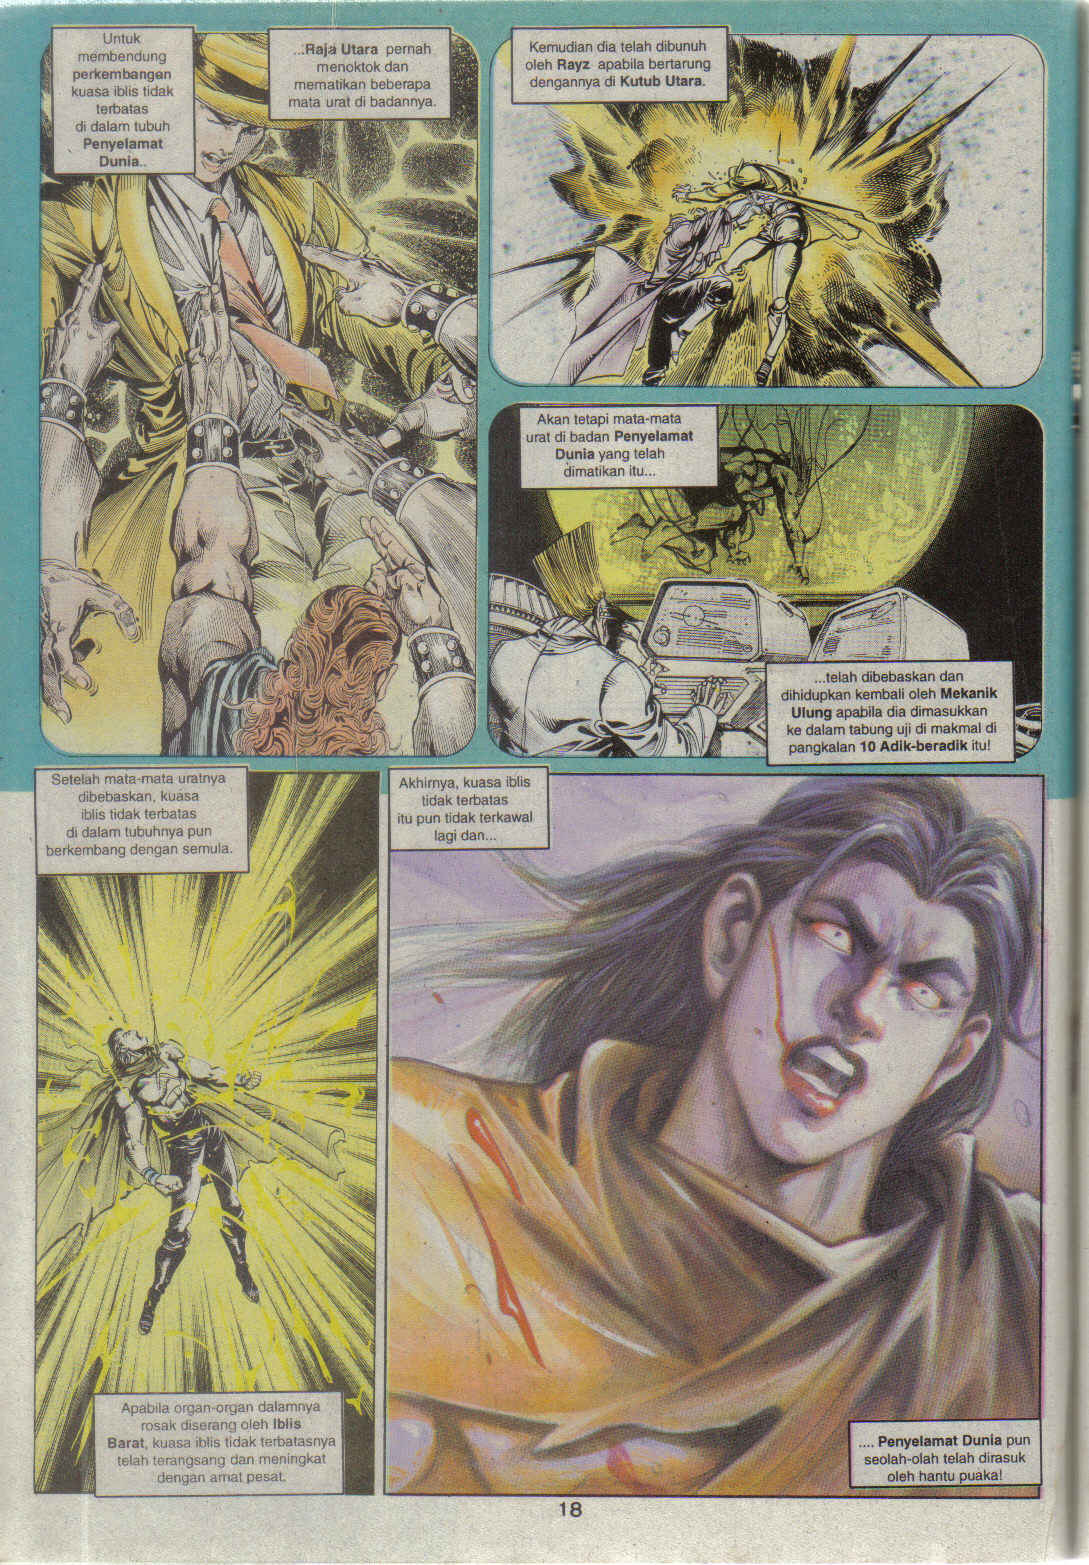 Untuk
membendung
perkembangan
kuasa iblis tidak
terbatas
di dalam tubuh
Penyelamat
Dunia..
...Raja Utara pernah
menoktok dan
mematikan beberapa
mata urat di badannya.
Kemudian dia telah dibunuh
oleh Rayz apabila bertarung
dengannya di Kutub Utara.
Akan tetapi mata-mata
urat di badan Penyelamat
Dunia yang telah
dimatikan itu...
...telah dibebaskan dan
dihidupkan kembali oleh Mekanik
Ulung apabila dia dimasukkan
ke dalam tabung uji di makmal di
pangkalan 10 Adik-beradik itu!
Setelah mata-mata uratnya
dibebaskan, kuasa
iblis tidak terbatas
di dalam tubuhnya pun
berkembang dengan semula.
Apabila organ-organ dalamnya
rosak diserang oleh Iblis
Barat, kuasa iblis tidak terbatasnya
telah terangsang dan meningkat
dengan amat pesat.
Akhirnya, kuasa iblis
tidak terbatas
itu pun tidak terkawal
lagi dan...
.... Penyelamat Dunia pun
seolah-olah telah dirasuk
oleh hantu puaka!
18